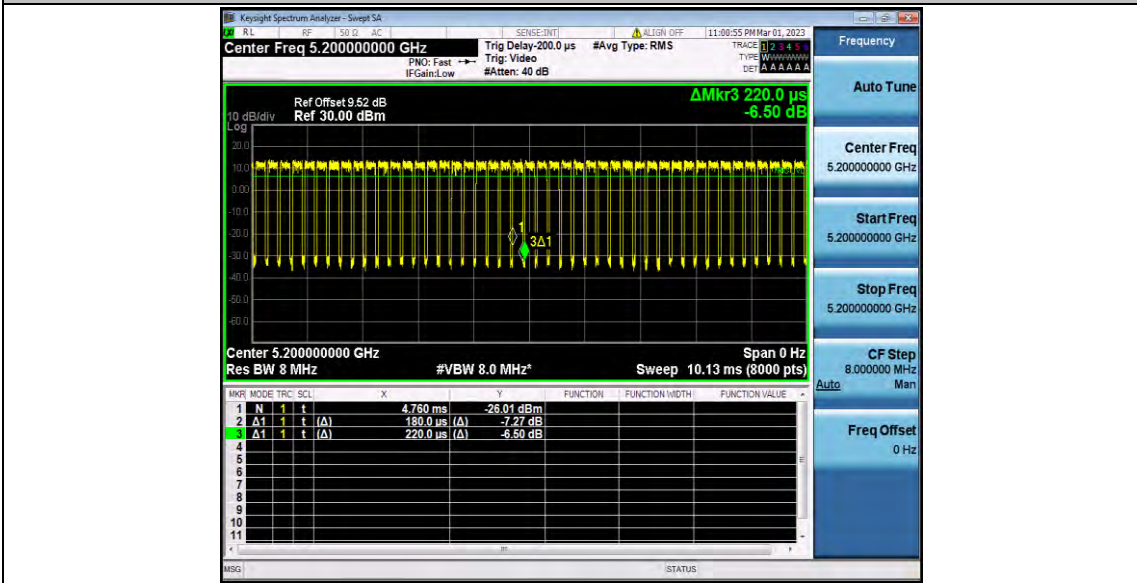 Keysight Spectrum Analyzer - Swept SA
RL RF 50 Ω AC SENSE:INT ALIGN OFF 11:00:55 PM Mar 01, 2023
Center Freq 5.200000000 GHz
PNO: Fast
IFGain:Low
Trig Delay-200.0 µs
Trig: Video
#Atten: 40 dB
#Avg Type: RMS
TRACE 1 2 3 4 5 6
TYPE
DET A A A A A A
Frequency
Auto Tune
Center Freq
5.200000000 GHz
Start Freq
5.200000000 GHz
Stop Freq
5.200000000 GHz
CF Step
8.000000 MHz
Auto Man
Freq Offset
0 Hz
ΔMkr3 220.0 µs
-6.50 dB
Ref Offset 9.52 dB
10 dB/div Ref 30.00 dBm
Log
20.0
10.0
0.00
-10.0
-20.0
-30.0
-40.0
-50.0
-60.0
1
3Δ1
Center 5.200000000 GHz Span 0 Hz
Res BW 8 MHz #VBW 8.0 MHz* Sweep 10.13 ms (8000 pts)
MKR MODE TRC SCL X Y FUNCTION FUNCTION WIDTH FUNCTION VALUE
1 N 1 t 4.760 ms -26.01 dBm
2 Δ1 1 t (Δ) 180.0 µs (Δ) -7.27 dB
3 Δ1 1 t (Δ) 220.0 µs (Δ) -6.50 dB
4
5
6
7
8
9
10
11
MSG STATUS